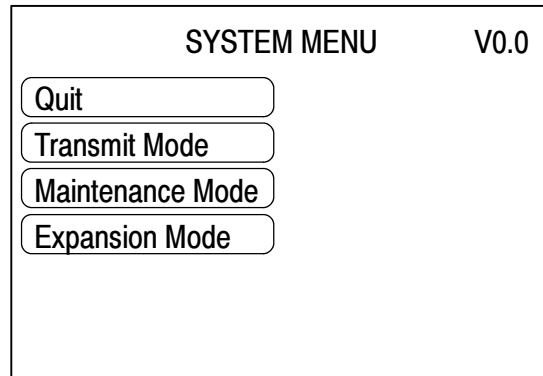 SYSTEM MENU V0.0
Quit
Transmit Mode
Maintenance Mode
Expansion Mode